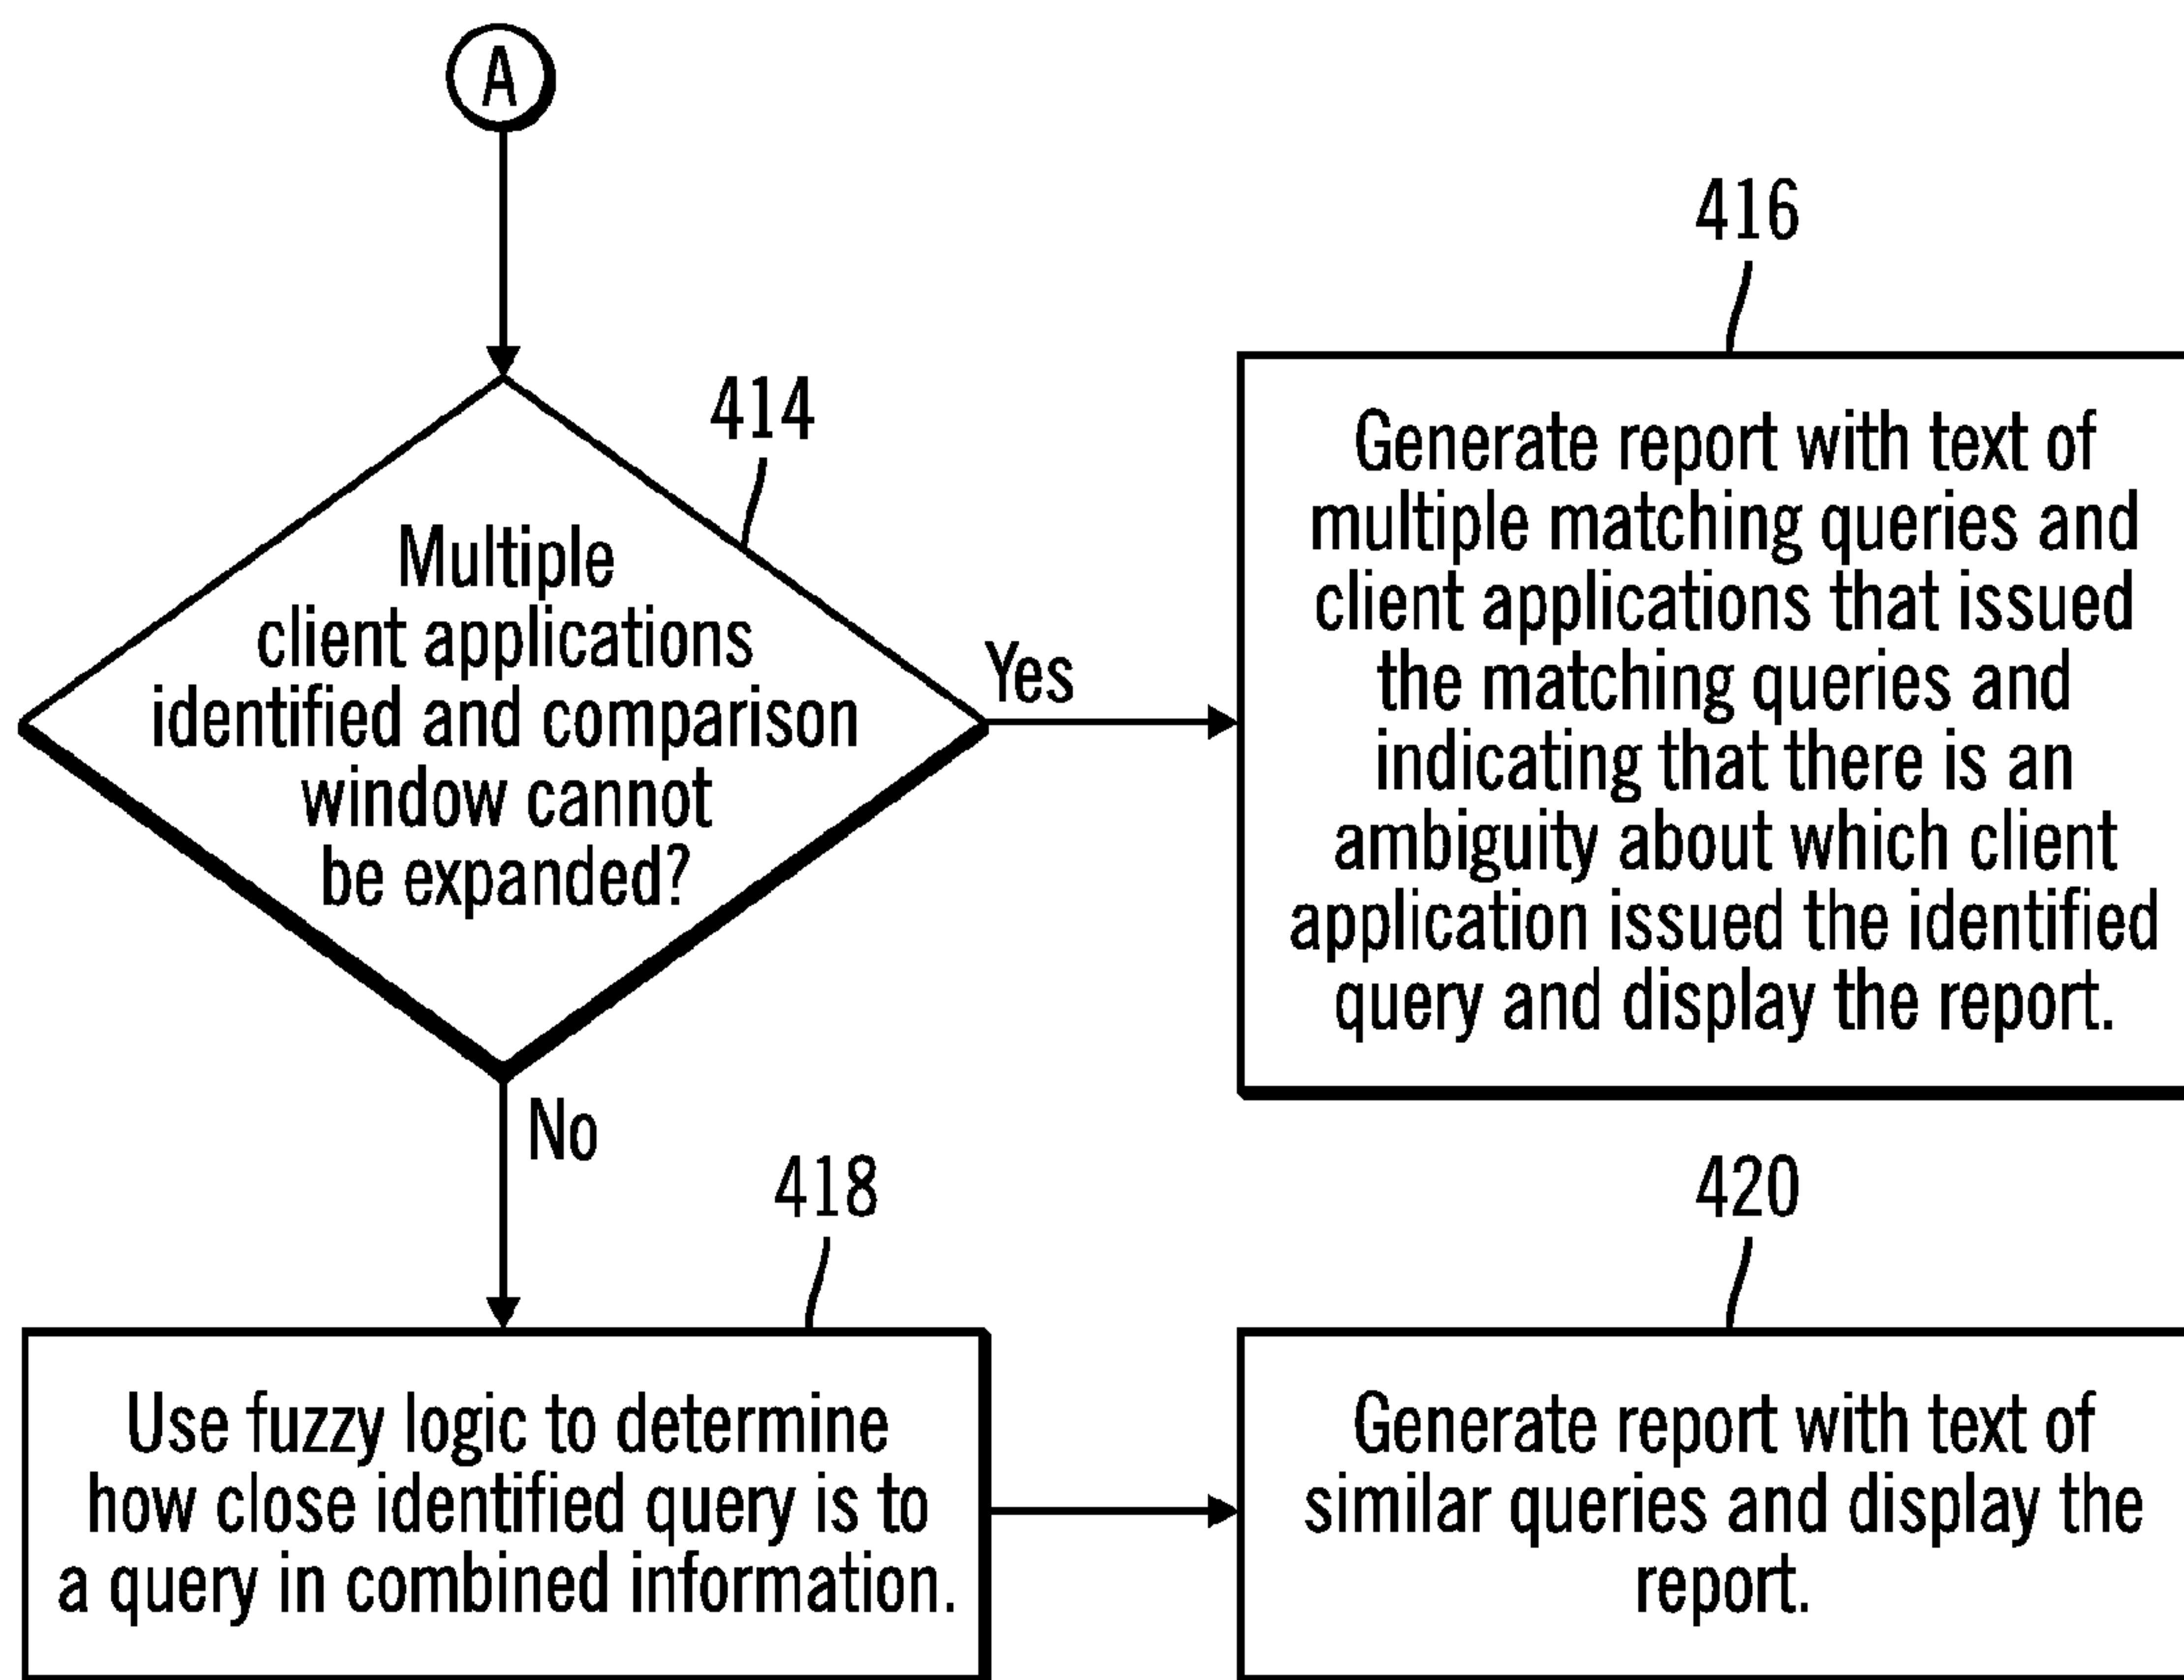 A
414
Multiple
client applications
identified and comparison
window cannot
be expanded?
Yes
416
Generate report with text of
multiple matching queries and
client applications that issued
the matching queries and
indicating that there is an
ambiguity about which client
application issued the identified
query and display the report.
No
418
Use fuzzy logic to determine
how close identified query is to
a query in combined information.
420
Generate report with text of
similar queries and display the
report.